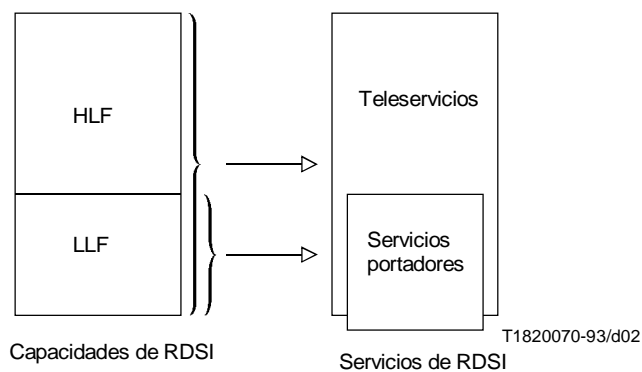 HLF
LLF
Capacidades de RDSI
Teleservicios
Servicios
portadores
T1820070-93/d02
Servicios de RDSI